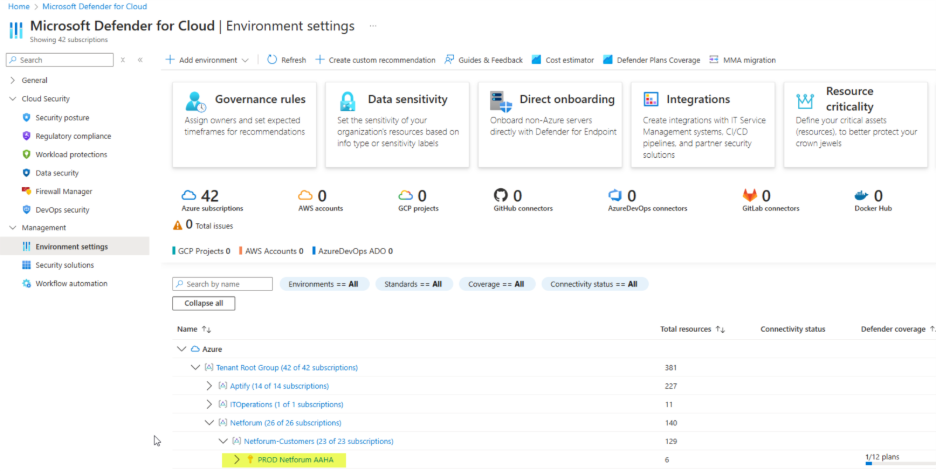 Home > Microsoft Defender for Cloud
Microsoft Defender for Cloud | Environment settings ...
Showing 42 subscriptions
Search
Add environment
Refresh
Create custom recommendation
Guides & Feedback
Cost estimator
Defender Plans Coverage
MMA migration
General
Cloud Security
Security posture
Regulatory compliance
Workload protections
Data security
Firewall Manager
DevOps security
Management
Environment settings
Security solutions
Workflow automation
Governance rules
Assign owners and set expected
timeframes for recommendations
Data sensitivity
Set the sensitivity of your
organization's resources based on
info type or sensitivity labels
Direct onboarding
Onboard non-Azure servers
directly with Defender for Endpoint
Integrations
Create integrations with IT Service
Management systems, CI/CD
pipelines, and partner security
solutions
Resource
criticality
Define your critical assets
(resources), to better protect your
crown jewels
42
Azure subscriptions
0
AWS accounts
0
GCP projects
0
GitHub connectors
0
AzureDevOps connectors
0
GitLab connectors
0
Docker Hub
0 Total issues
GCP Projects 0
AWS Accounts 0
AzureDevOps ADO 0
Search by name
Environments == All
Standards == All
Coverage == All
Connectivity status == All
Collapse all
Name ↑↓ Total resources ↑↓ Connectivity status Defender coverage
Azure
Tenant Root Group (42 of 42 subscriptions) 381
Aptify (14 of 14 subscriptions) 227
ITOperations (1 of 1 subscriptions) 11
Netforum (26 of 26 subscriptions) 140
Netforum-Customers (23 of 23 subscriptions) 129
PROD Netforum AAHA 6 1/12 plans